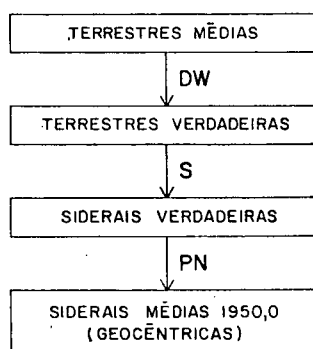 TERRESTRES MÉDIAS
DW
TERRESTRES VERDADEIRAS
S
SIDERAIS VERDADEIRAS
PN
SIDERAIS MÉDIAS 1950,0
(GEOCÊNTRICAS)